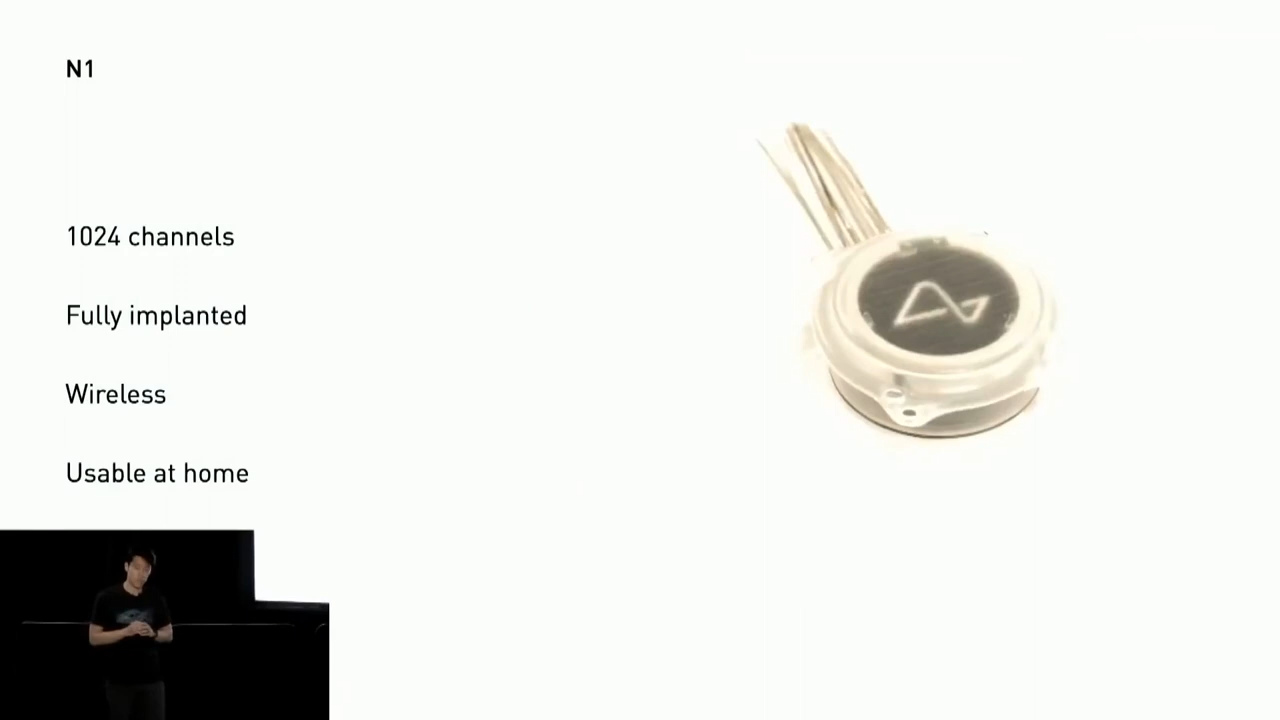 N1
1024 channels
Fully implanted
Wireless
Usable at home